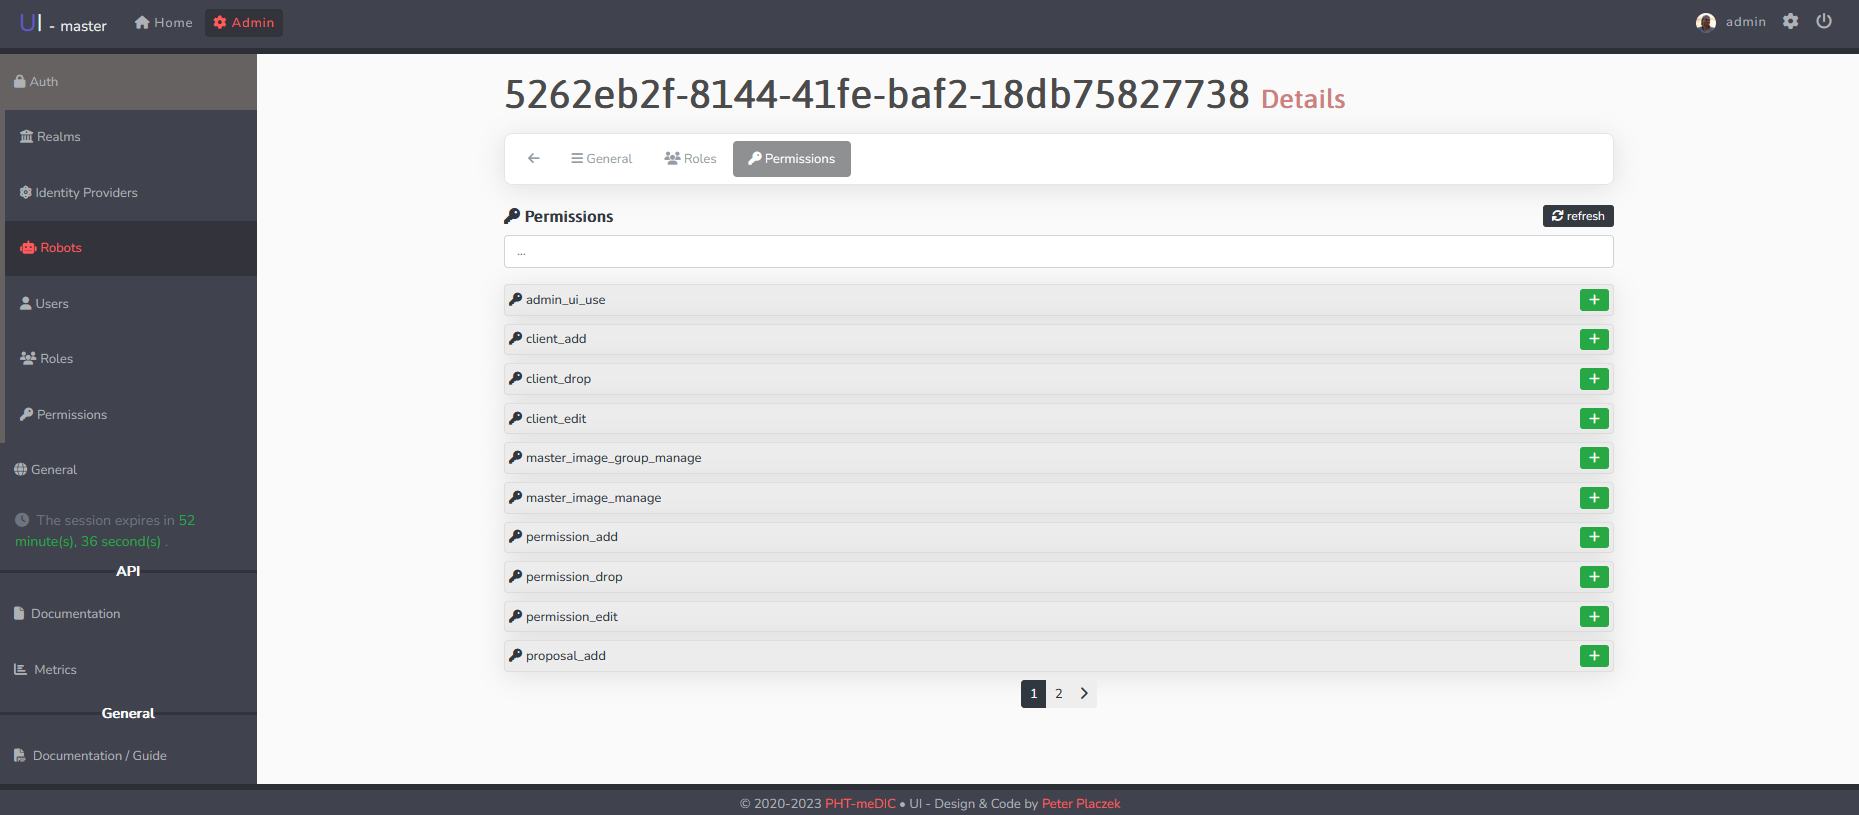 UI - master
Home
Admin
admin
Auth
Realms
Identity Providers
Robots
Users
Roles
Permissions
General
The session expires in 52
minute(s), 36 second(s) .
API
Documentation
Metrics
General
Documentation / Guide
5262eb2f-8144-41fe-baf2-18db75827738 Details
General
Roles
Permissions
Permissions
refresh
...
admin_ui_use
client_add
client_drop
client_edit
master_image_group_manage
master_image_manage
permission_add
permission_drop
permission_edit
proposal_add
1 2
© 2020-2023 PHT-meDIC • UI - Design & Code by Peter Placzek